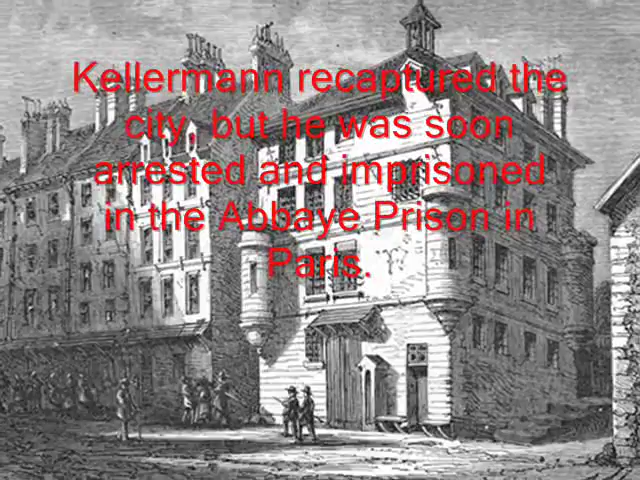 Kellermann recaptured the
city, but he was soon
arrested and imprisoned
in the Abbaye Prison in
Paris.